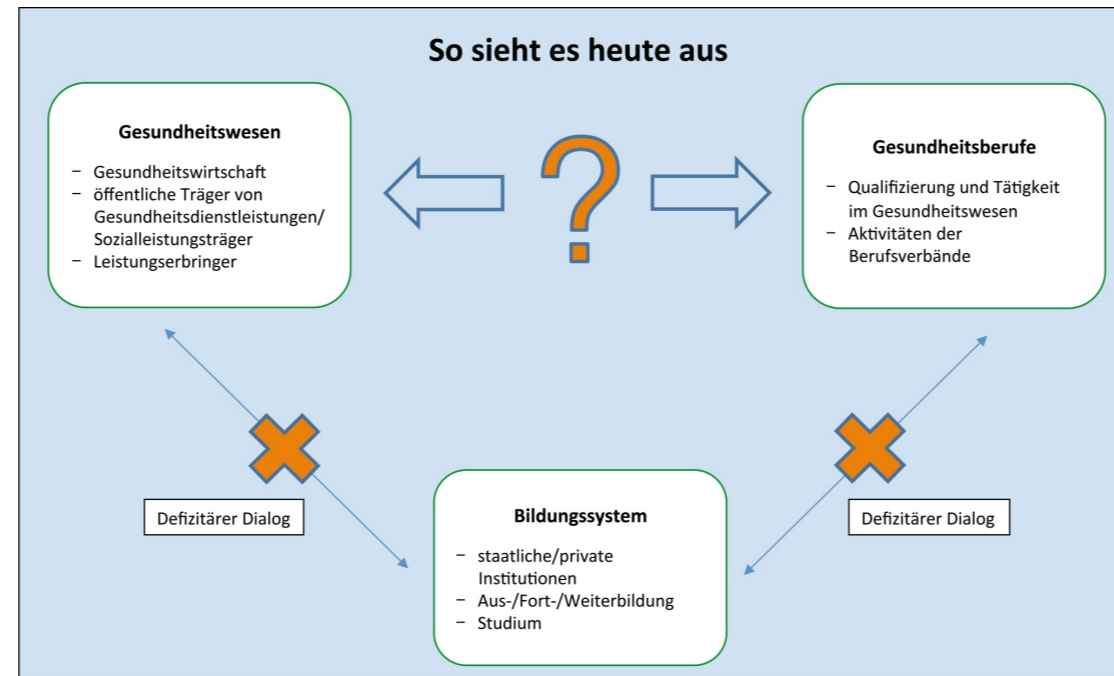 So sieht es heute aus
Gesundheitswesen
– Gesundheitswirtschaft
– öffentliche Träger von
Gesundheitsdienstleistungen/
Sozialleistungsträger
– Leistungserbringer
?
Gesundheitsberufe
– Qualifizierung und Tätigkeit
im Gesundheitswesen
– Aktivitäten der
Berufsverbände
Defizitärer Dialog
Bildungssystem
– staatliche/private
Institutionen
– Aus-/Fort-/Weiterbildung
– Studium
Defizitärer Dialog